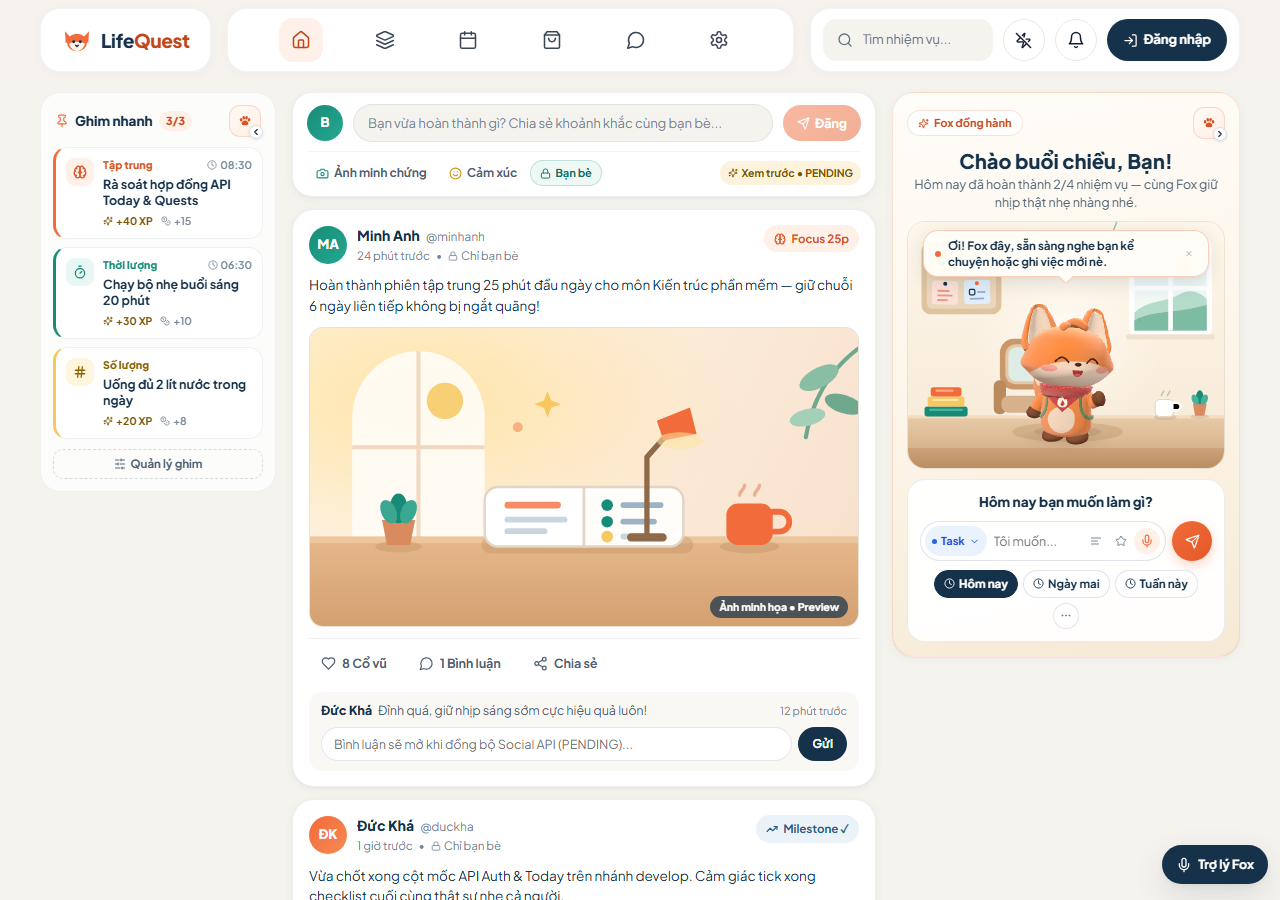 LifeQuest
Tìm nhiệm vụ...
Đăng nhập
Ghim nhanh 3/3
Tập trung 08:30
Rà soát hợp đồng API
Today & Quests
+40 XP +15
Thời lượng 06:30
Chạy bộ nhẹ buổi sáng
20 phút
+30 XP +10
Số lượng
Uống đủ 2 lít nước trong
ngày
+20 XP +8
Quản lý ghim
B
Bạn vừa hoàn thành gì? Chia sẻ khoảnh khắc cùng bạn bè...
Đăng
Ảnh minh chứng Cảm xúc Bạn bè Xem trước • PENDING
MA
Minh Anh @minhanh
24 phút trước • Chỉ bạn bè
Focus 25p
Hoàn thành phiên tập trung 25 phút đầu ngày cho môn Kiến trúc phần mềm — giữ chuỗi
6 ngày liên tiếp không bị ngắt quãng!
Ảnh minh họa • Preview
8 Cổ vũ 1 Bình luận Chia sẻ
Đức Khá Đỉnh quá, giữ nhịp sáng sớm cực hiệu quả luôn! 12 phút trước
Bình luận sẽ mở khi đồng bộ Social API (PENDING)...
Gửi
ĐK
Đức Khá @duckha
1 giờ trước • Chỉ bạn bè
Milestone ✓
Vừa chốt xong cột mốc API Auth & Today trên nhánh develop. Cảm giác tick xong
checklist cuối cùng thật sự nhẹ cả người.
Fox đồng hành
Chào buổi chiều, Bạn!
Hôm nay đã hoàn thành 2/4 nhiệm vụ — cùng Fox giữ
nhịp thật nhẹ nhàng nhé.
Ơi! Fox đây, sẵn sàng nghe bạn kể
chuyện hoặc ghi việc mới nè.
×
Hôm nay bạn muốn làm gì?
Task Tôi muốn...
Hôm nay Ngày mai Tuần này
...
Trợ lý Fox